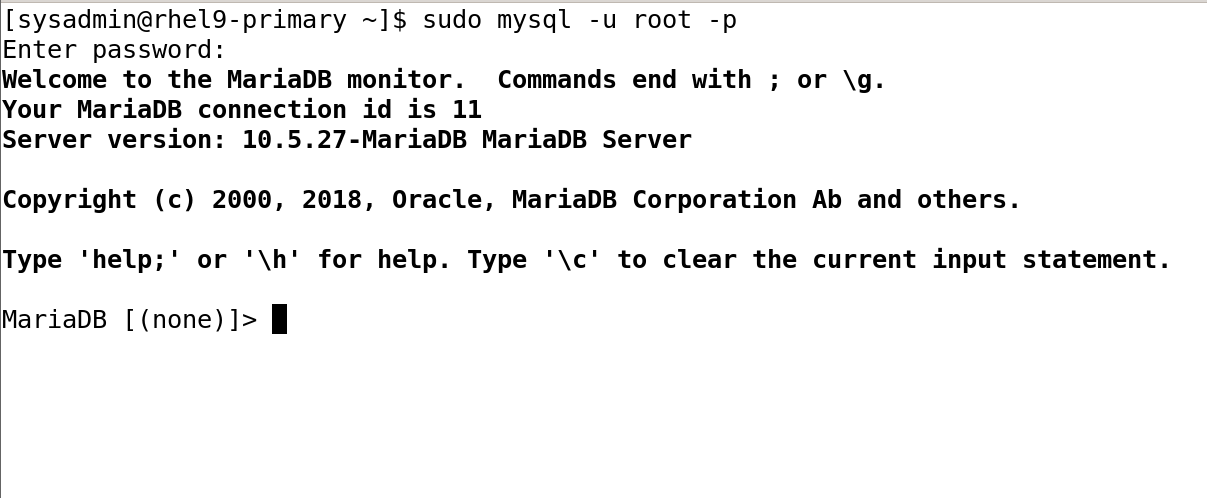 [sysadmin@rhel9-primary ~]$ sudo mysql -u root -p
Enter password:
Welcome to the MariaDB monitor.  Commands end with ; or \g.
Your MariaDB connection id is 11
Server version: 10.5.27-MariaDB MariaDB Server
Copyright (c) 2000, 2018, Oracle, MariaDB Corporation Ab and others.
Type 'help;' or '\h' for help. Type '\c' to clear the current input statement.
MariaDB [(none)]>